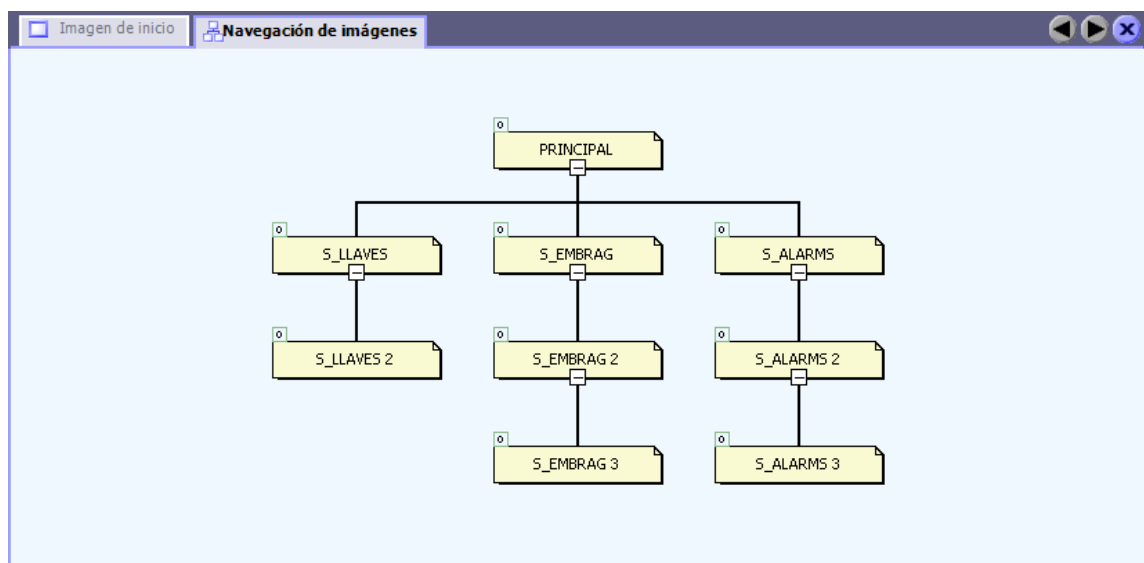 Imagen de inicio
Navegación de imágenes
o
PRINCIPAL
o
S_LLAVES
o
S_EMBRAG
o
S_ALARMS
o
S_LLAVES 2
o
S_EMBRAG 2
o
S_ALARMS 2
o
S_EMBRAG 3
o
S_ALARMS 3